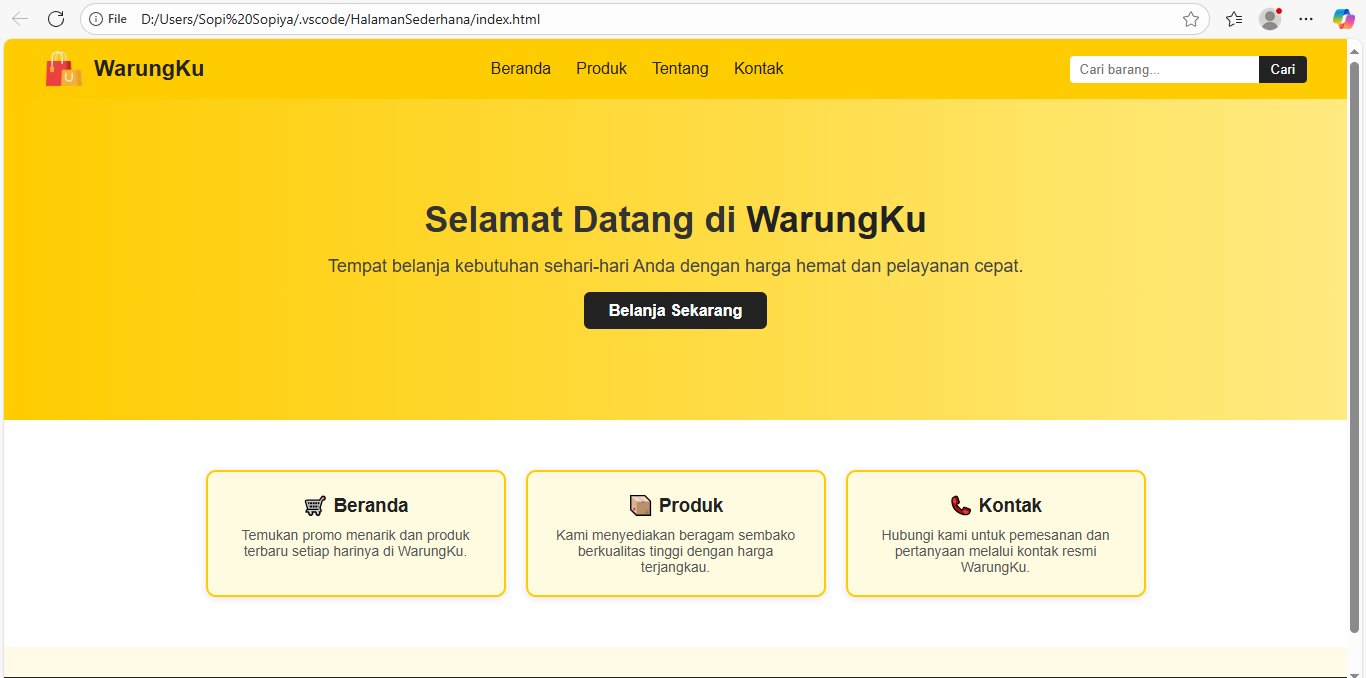 File D:/Users/Sopi%20Sopiya/.vscode/HalamanSederhana/index.html
WarungKu
Beranda Produk Tentang Kontak
Cari barang... Cari
Selamat Datang di WarungKu
Tempat belanja kebutuhan sehari-hari Anda dengan harga hemat dan pelayanan cepat.
Belanja Sekarang
Beranda
Temukan promo menarik dan produk
terbaru setiap harinya di WarungKu.
Produk
Kami menyediakan beragam sembako
berkualitas tinggi dengan harga
terjangkau.
Kontak
Hubungi kami untuk pemesanan dan
pertanyaan melalui kontak resmi
WarungKu.